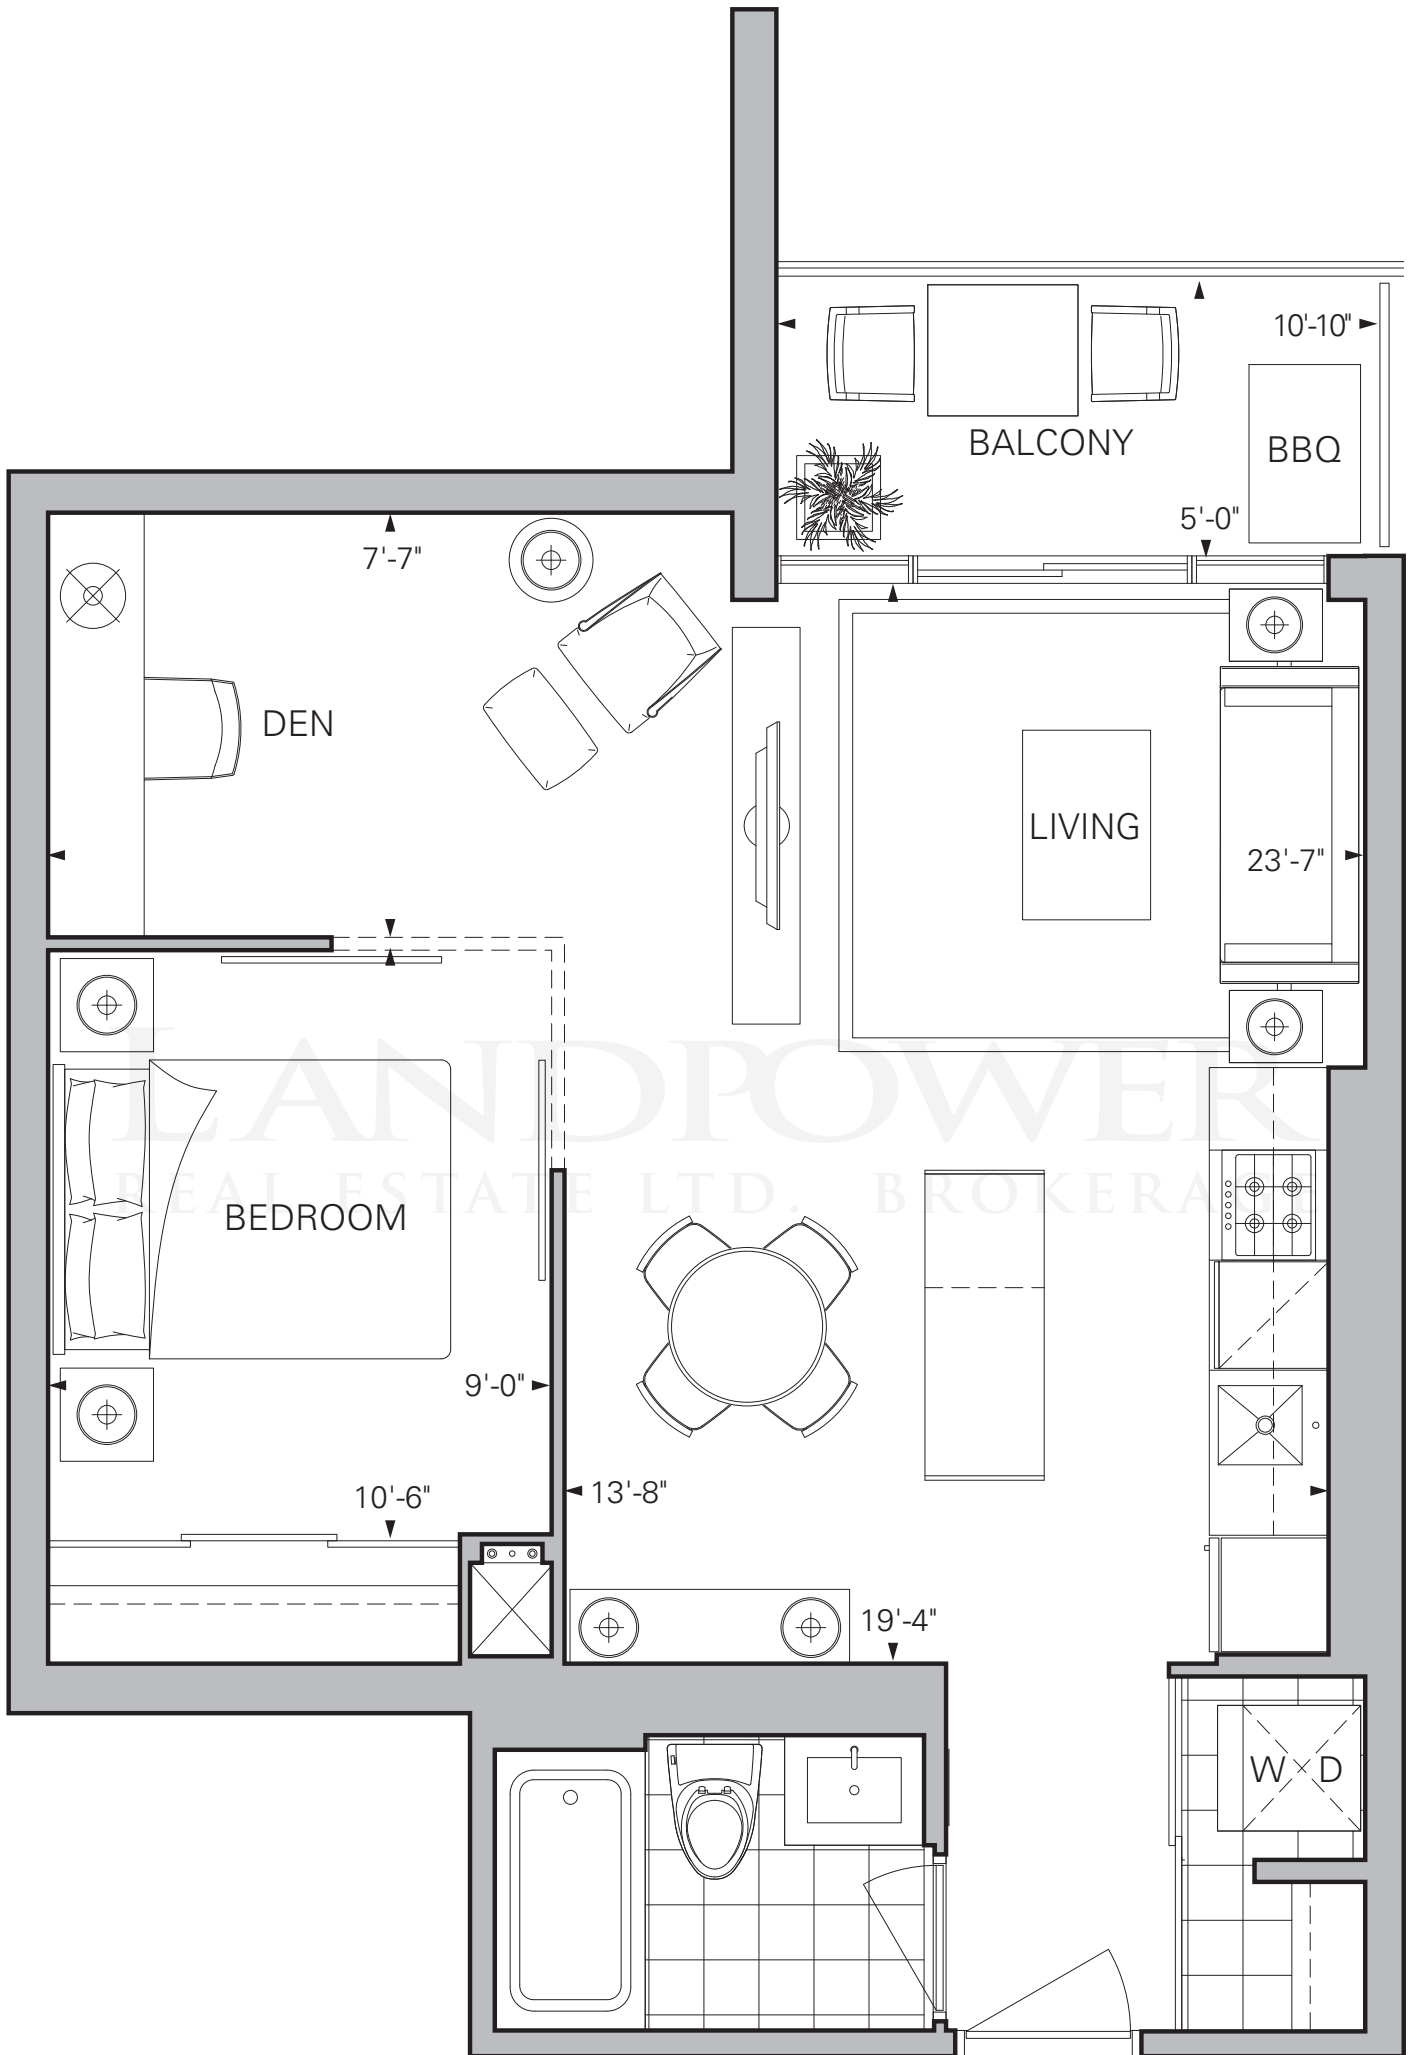 10'-10"
BALCONY
BBQ
5'-0"
7'-7"
DEN
LIVING
23'-7"
LANDPOWER
REAL ESTATE LTD. BROKERAGE
BEDROOM
9'-0"
10'-6"
13'-8"
19'-4"
W D